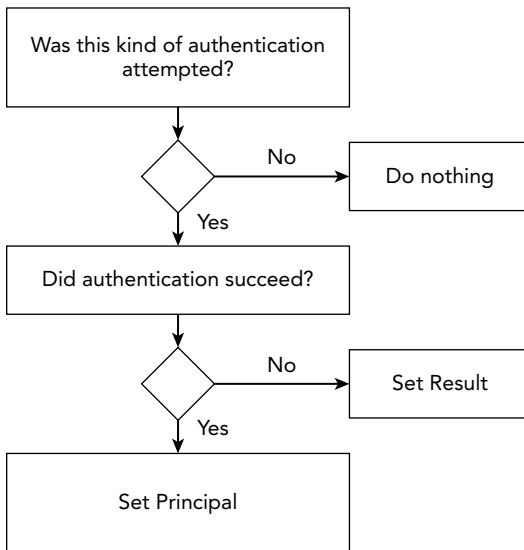 Was this kind of authentication
attempted?
No
Do nothing
Yes
Did authentication succeed?
No
Set Result
Yes
Set Principal